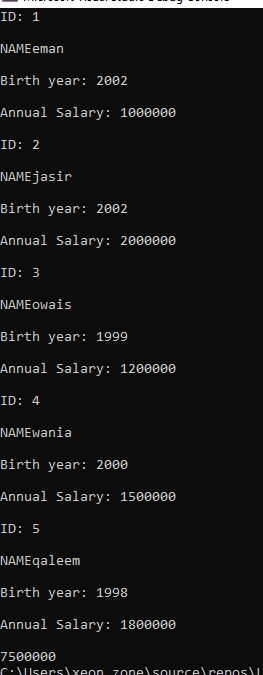 Microsoft Visual Studio Debug Console
ID: 1
NAMEeman
Birth year: 2002
Annual Salary: 1000000
ID: 2
NAMEjasir
Birth year: 2002
Annual Salary: 2000000
ID: 3
NAMEowais
Birth year: 1999
Annual Salary: 1200000
ID: 4
NAMEwania
Birth year: 2000
Annual Salary: 1500000
ID: 5
NAMEqaleem
Birth year: 1998
Annual Salary: 1800000
7500000
C:\Users\xeon zone\source\repos\